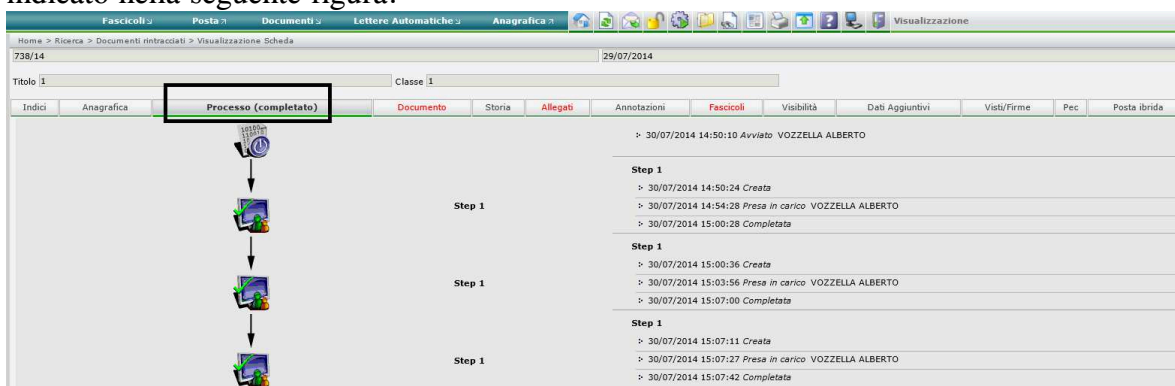 indicato nella seguente figura:
Fascicoli Posta Documenti Lettere Automatiche Anagrafica Visualizzazione
Home > Ricerca > Documenti rintracciati > Visualizzazione Scheda
738/14 29/07/2014
Titolo 1 Classe 1
Indici Anagrafica Processo (completato) Documento Storia Allegati Annotazioni Fascicoli Visibilità Dati Aggiuntivi Visti/Firme Pec Posta ibrida
30/07/2014 14:50:10 Avviato VOZZELLA ALBERTO
Step 1
30/07/2014 14:50:24 Creata
Step 1 30/07/2014 14:54:28 Presa in carico VOZZELLA ALBERTO
30/07/2014 15:00:28 Completata
Step 1
30/07/2014 15:00:36 Creata
Step 1 30/07/2014 15:03:56 Presa in carico VOZZELLA ALBERTO
30/07/2014 15:07:00 Completata
Step 1
30/07/2014 15:07:11 Creata
Step 1 30/07/2014 15:07:27 Presa in carico VOZZELLA ALBERTO
30/07/2014 15:07:42 Completata